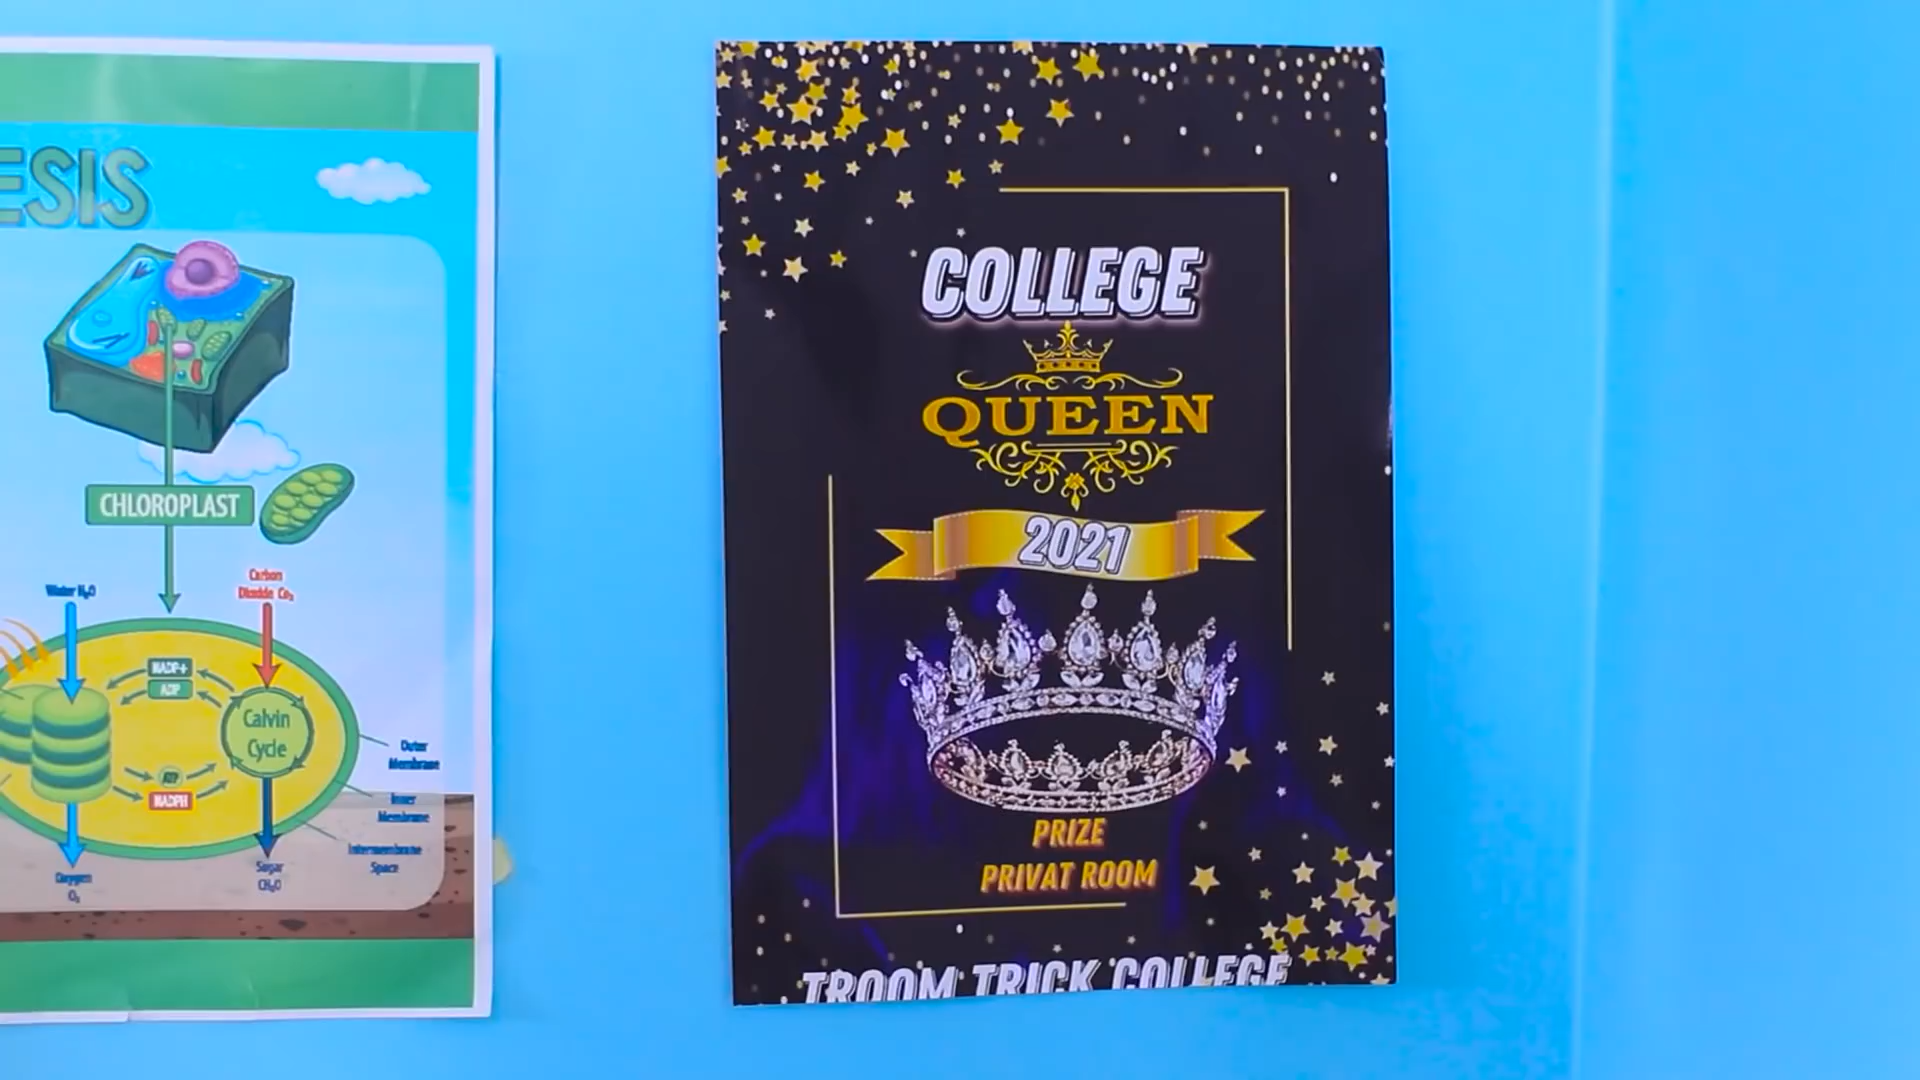 ESIS
CHLOROPLAST
Water H₂O
Carbon
Dioxide Co₂
NADP+
ADP
Calvin
Cycle
ATP
NADPH
Outer
Membrane
Inner
Membrane
Intermembrane
Space
Oxygen
O₂
Sugar
CH₂O
COLLEGE
QUEEN
2021
PRIZE
PRIVAT ROOM
TROOM TRICK COLLEGE